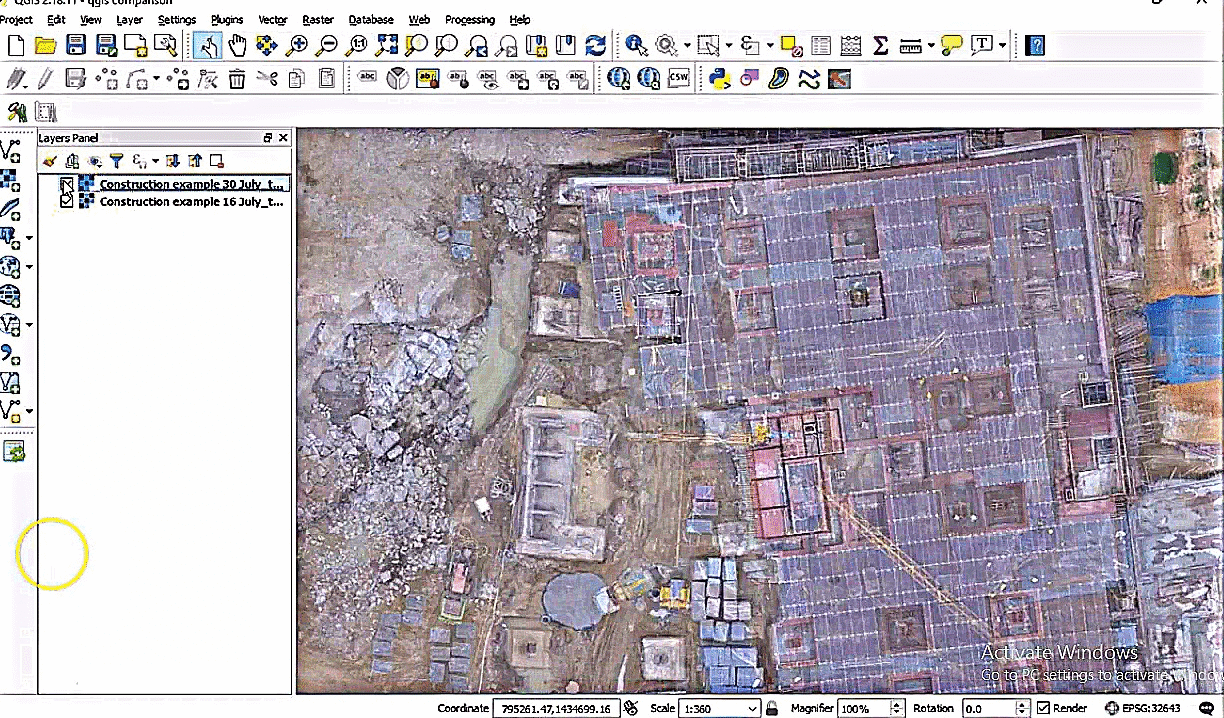 QGIS 2.18.11 - qgis comparison
Project Edit View Layer Settings Plugins Vector Raster Database Web Processing Help
abc abc abc abc abc abc abc abc
CSW
Layers Panel
Construction example 30 July_t...
Construction example 16 July_t...
Activate Windows
Go to PC settings to activate Windows
Coordinate 795261.47,1434699.16 Scale 1:360 Magnifier 100% Rotation 0.0 Render EPSG:32643